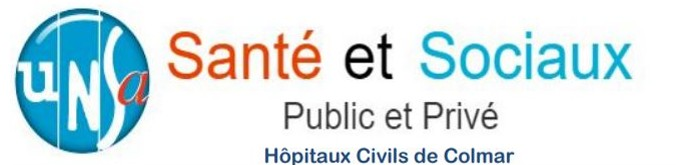 UNSa
Santé et Sociaux
Public et Privé
Hôpitaux Civils de Colmar